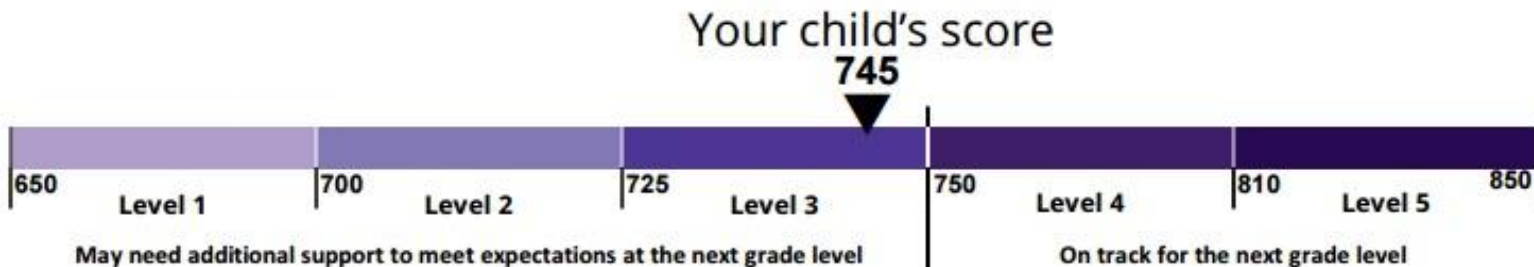 Your child's score
745
650 700 725 750 810 850
Level 1 Level 2 Level 3 Level 4 Level 5
May need additional support to meet expectations at the next grade level On track for the next grade level